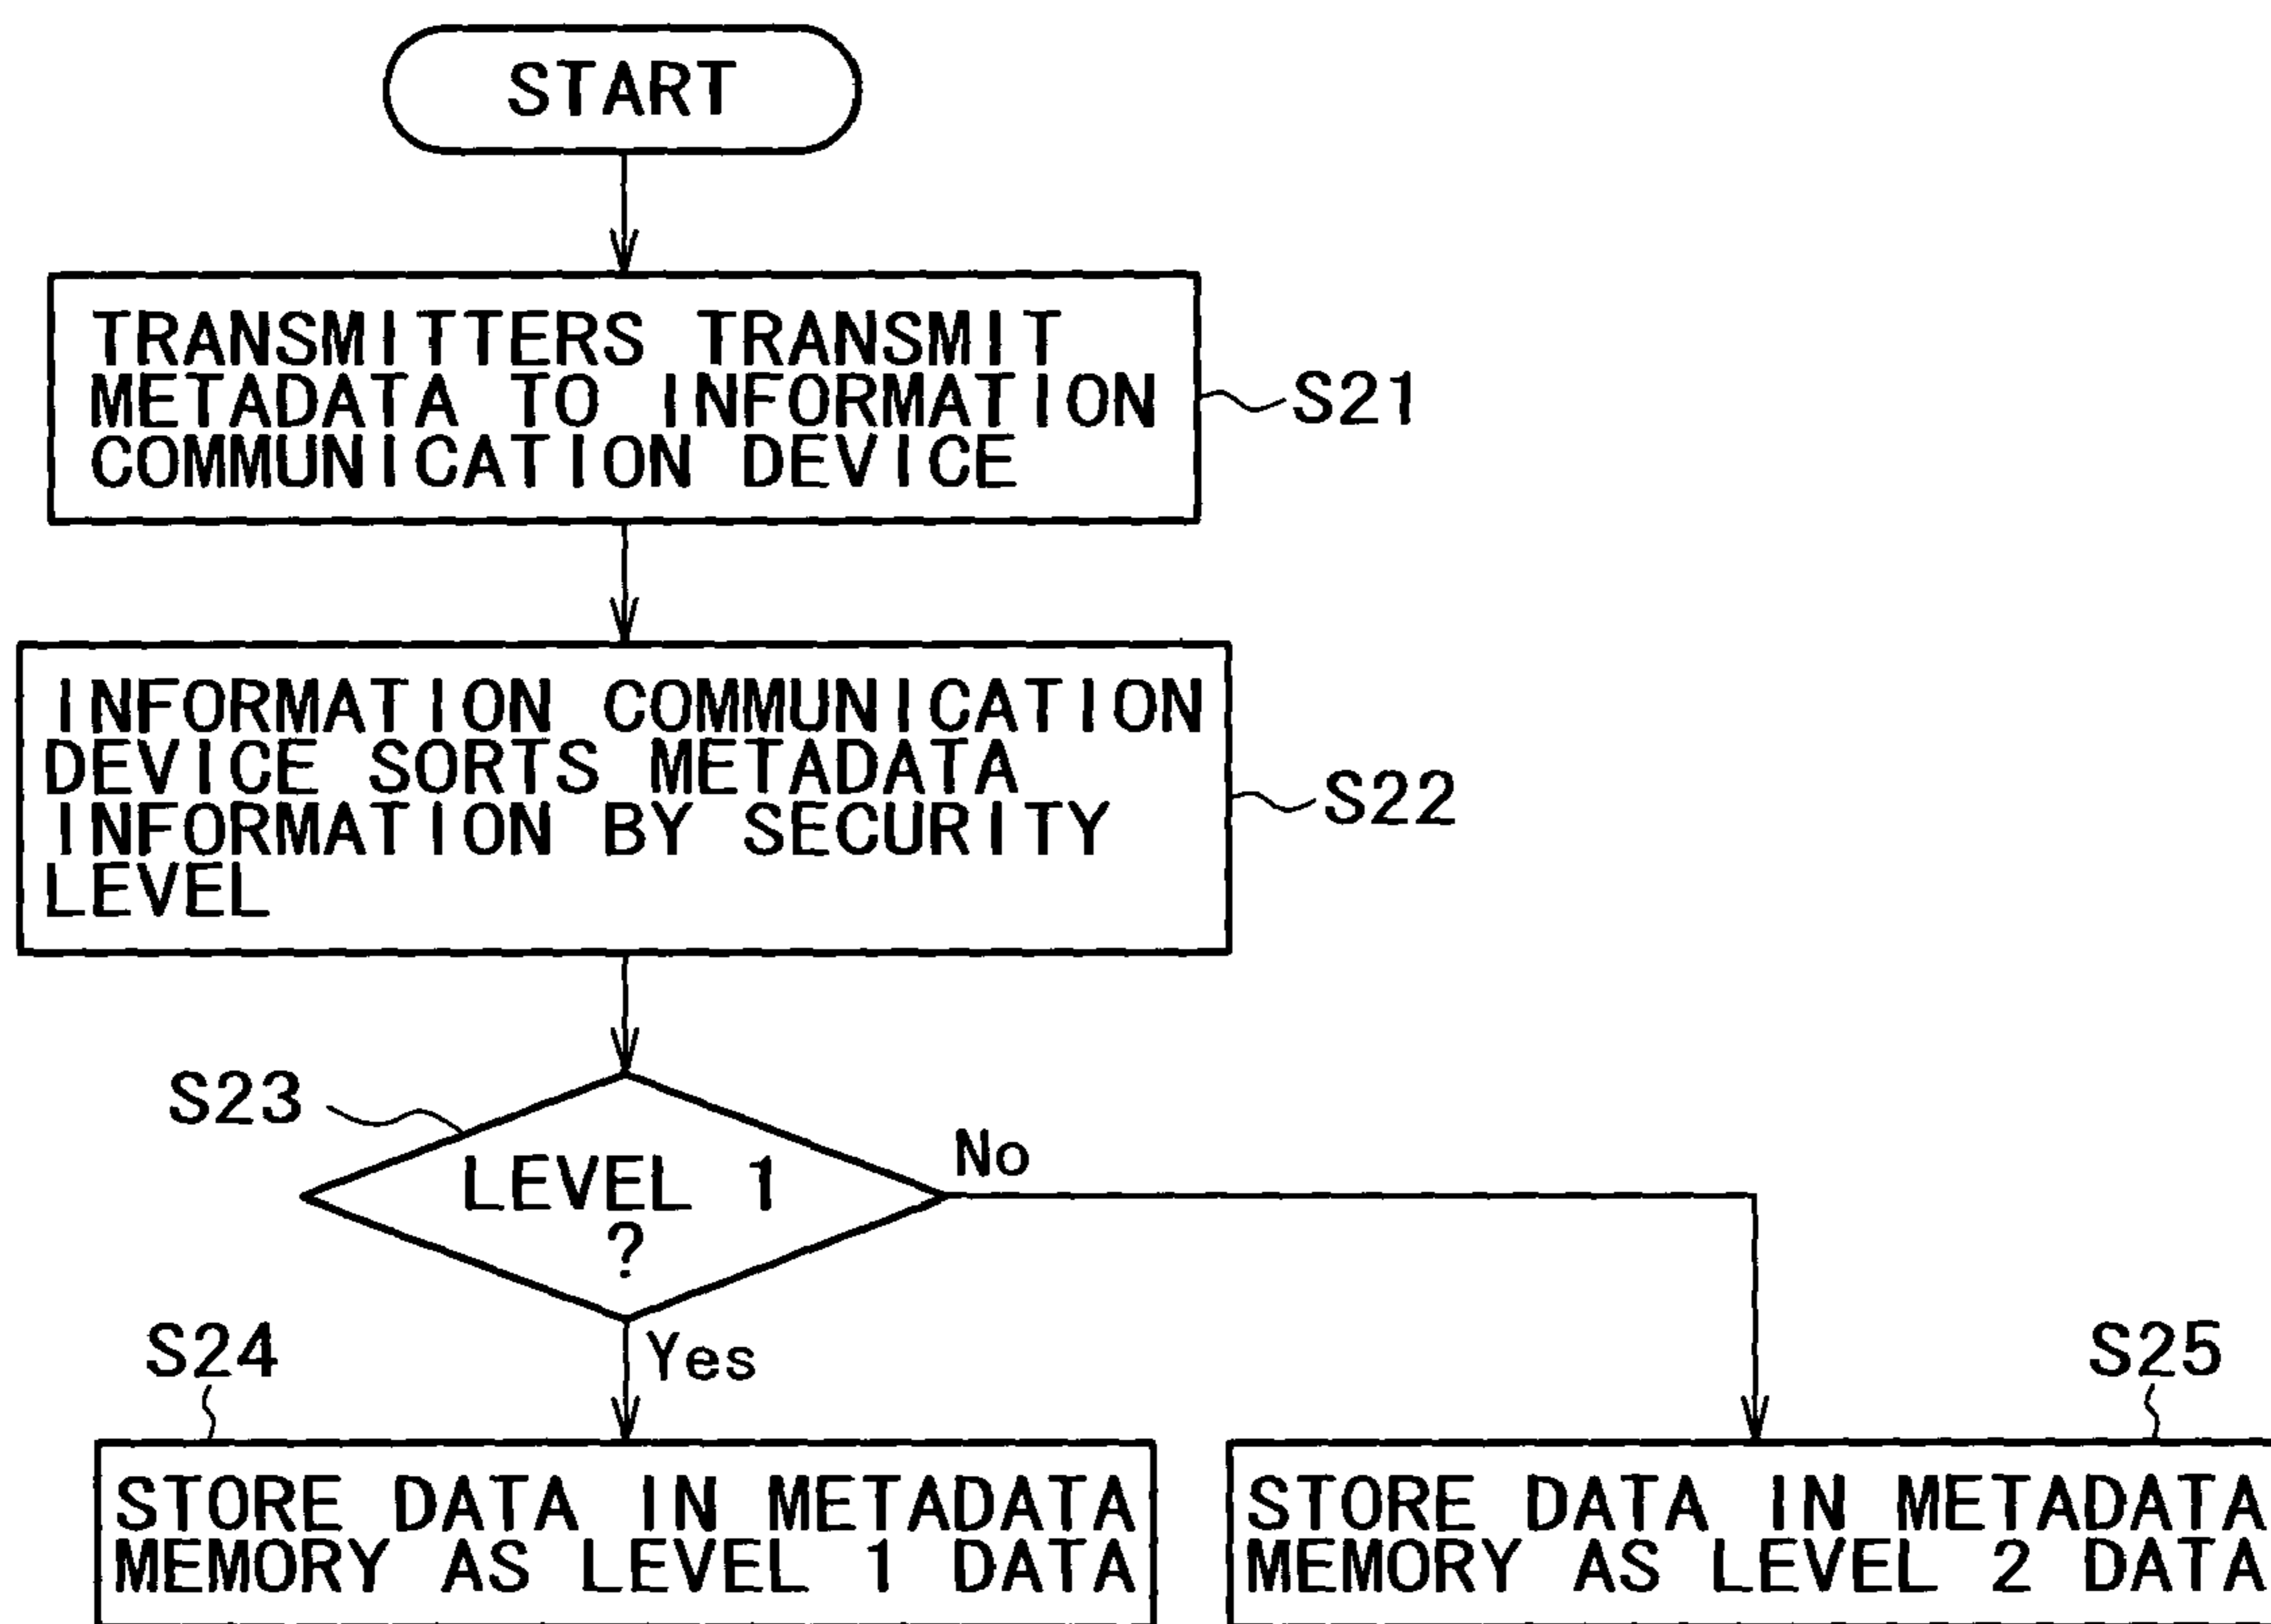 START
TRANSMITTERS TRANSMIT
METADATA TO INFORMATION
COMMUNICATION DEVICE
S21
INFORMATION COMMUNICATION
DEVICE SORTS METADATA
INFORMATION BY SECURITY
LEVEL
S22
S23
LEVEL 1
?
No
Yes
S24
STORE DATA IN METADATA
MEMORY AS LEVEL 1 DATA
S25
STORE DATA IN METADATA
MEMORY AS LEVEL 2 DATA